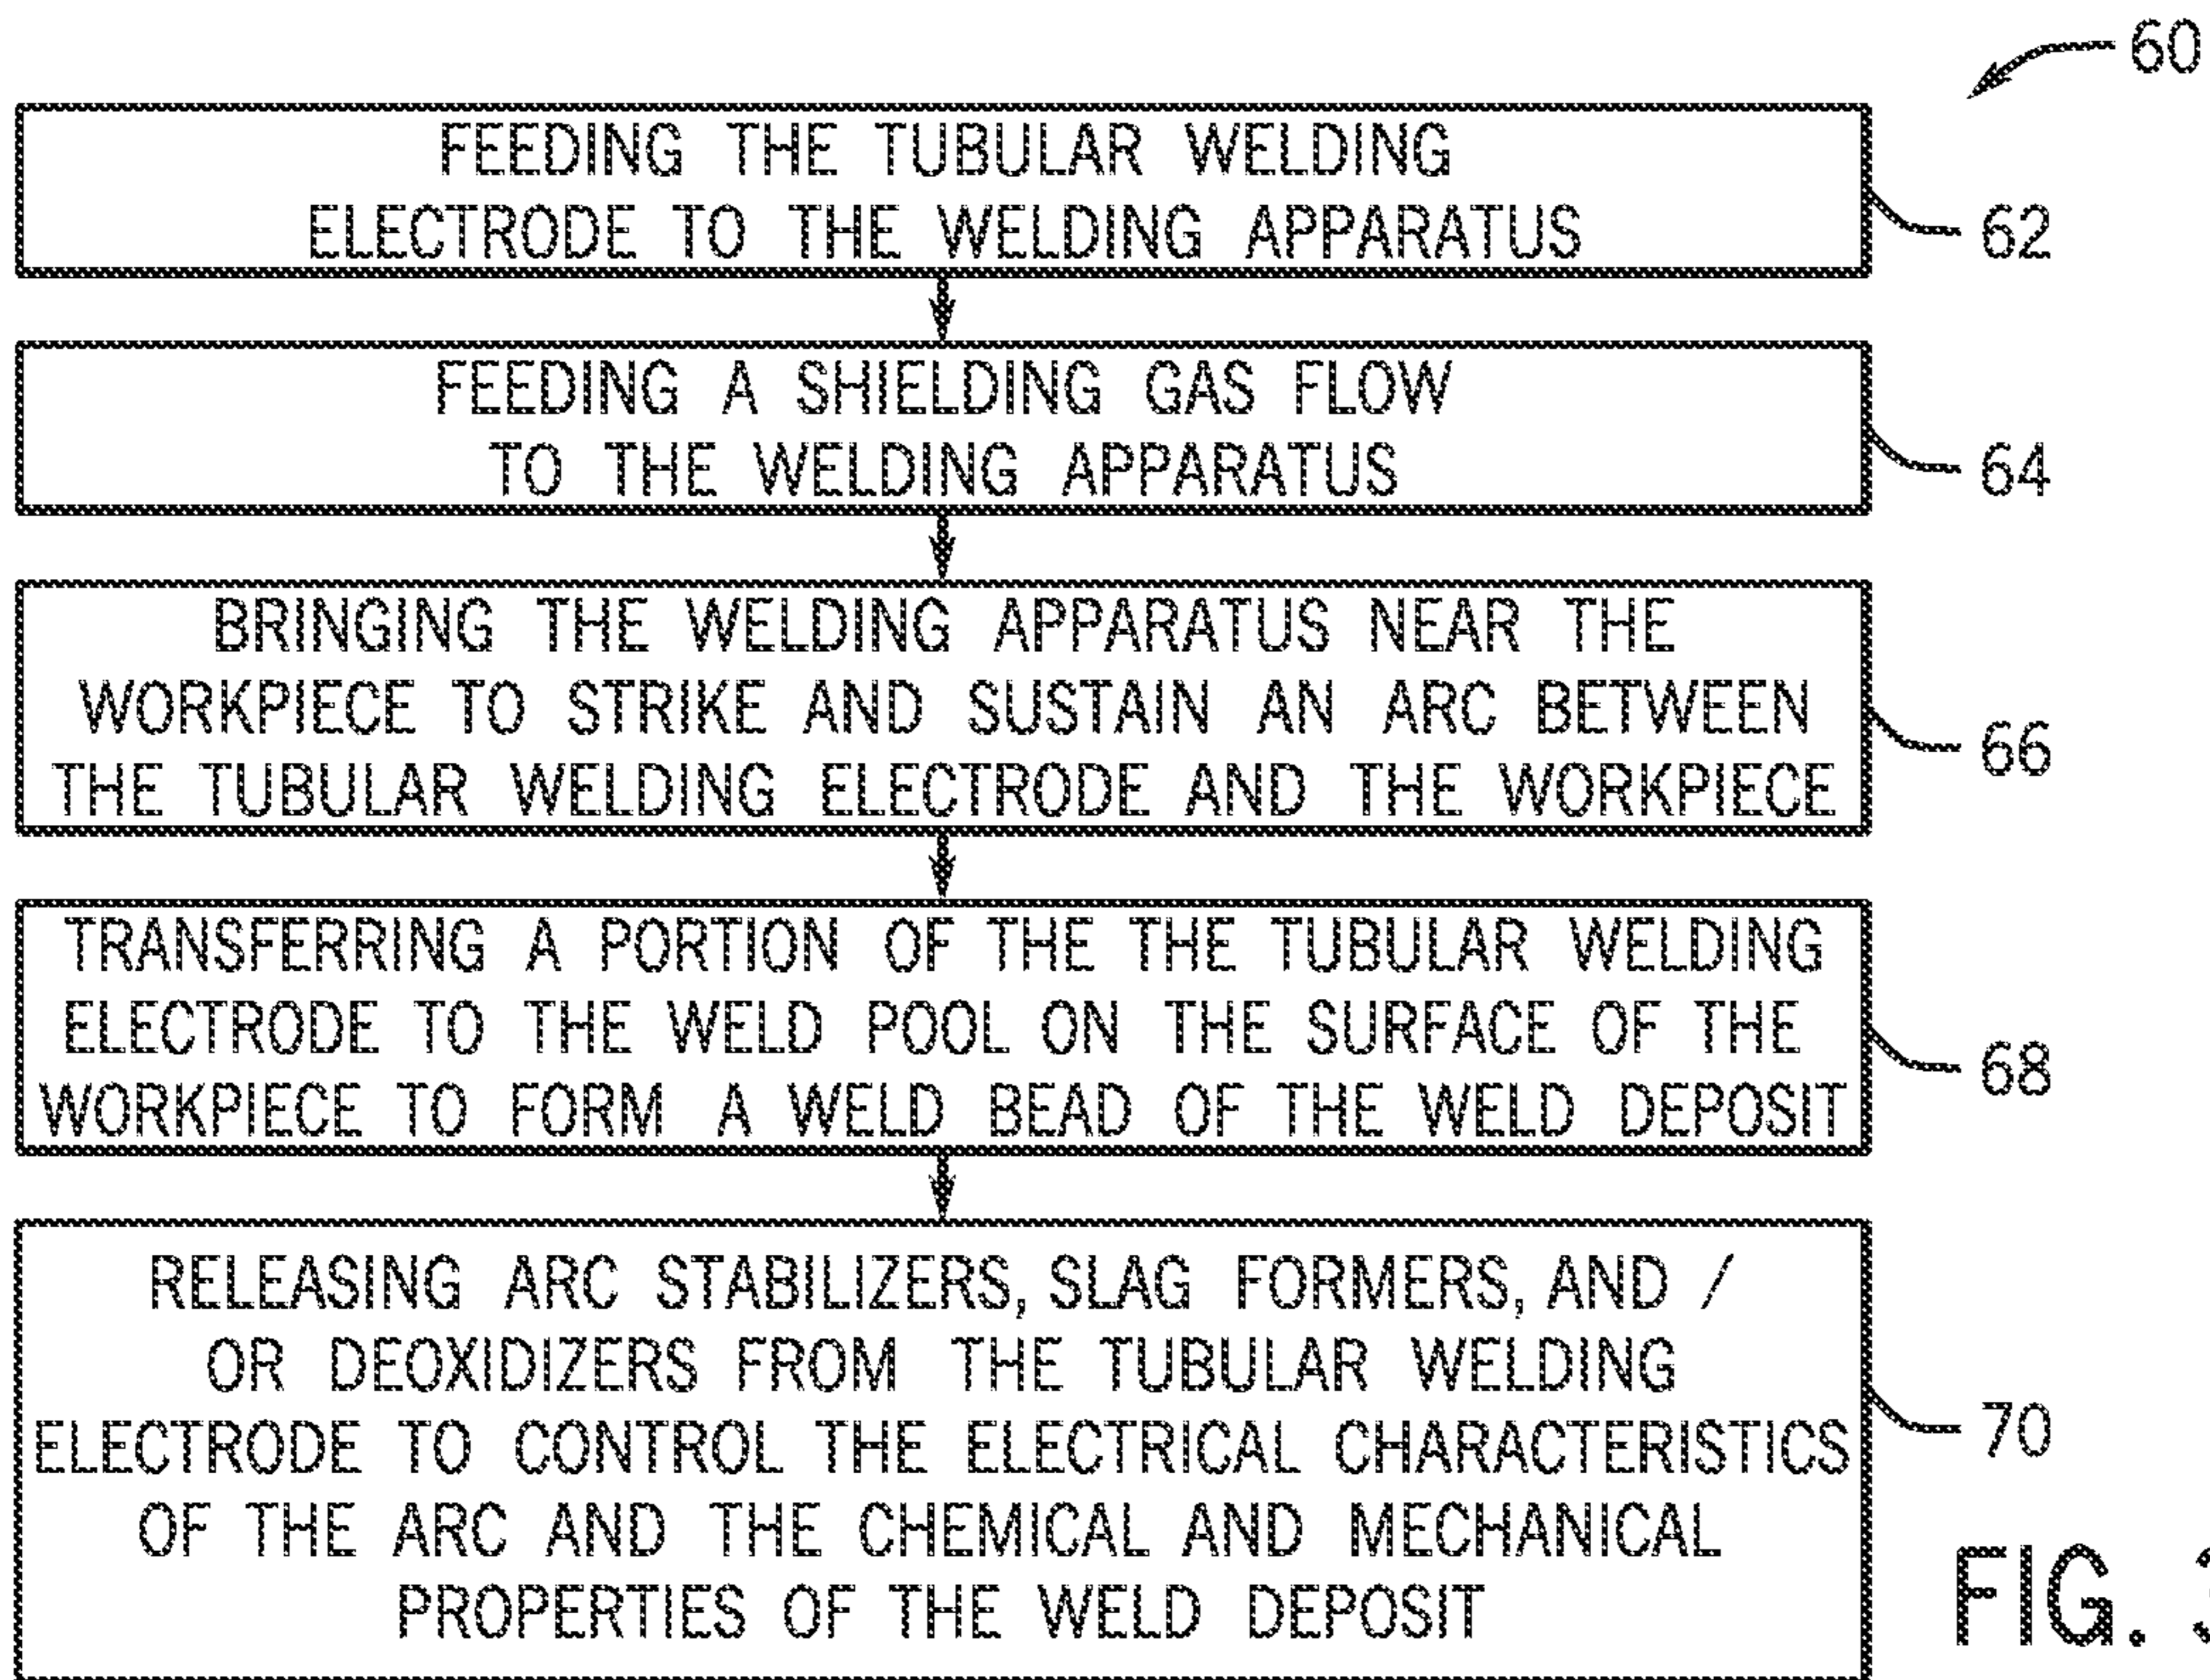 60
FEEDING THE TUBULAR WELDING
ELECTRODE TO THE WELDING APPARATUS
62
FEEDING A SHIELDING GAS FLOW
TO THE WELDING APPARATUS
64
BRINGING THE WELDING APPARATUS NEAR THE
WORKPIECE TO STRIKE AND SUSTAIN AN ARC BETWEEN
THE TUBULAR WELDING ELECTRODE AND THE WORKPIECE
66
TRANSFERRING A PORTION OF THE THE TUBULAR WELDING
ELECTRODE TO THE WELD POOL ON THE SURFACE OF THE
WORKPIECE TO FORM A WELD BEAD OF THE WELD DEPOSIT
68
RELEASING ARC STABILIZERS, SLAG FORMERS, AND /
OR DEOXIDIZERS FROM THE TUBULAR WELDING
ELECTRODE TO CONTROL THE ELECTRICAL CHARACTERISTICS
OF THE ARC AND THE CHEMICAL AND MECHANICAL
PROPERTIES OF THE WELD DEPOSIT
70
FIG.